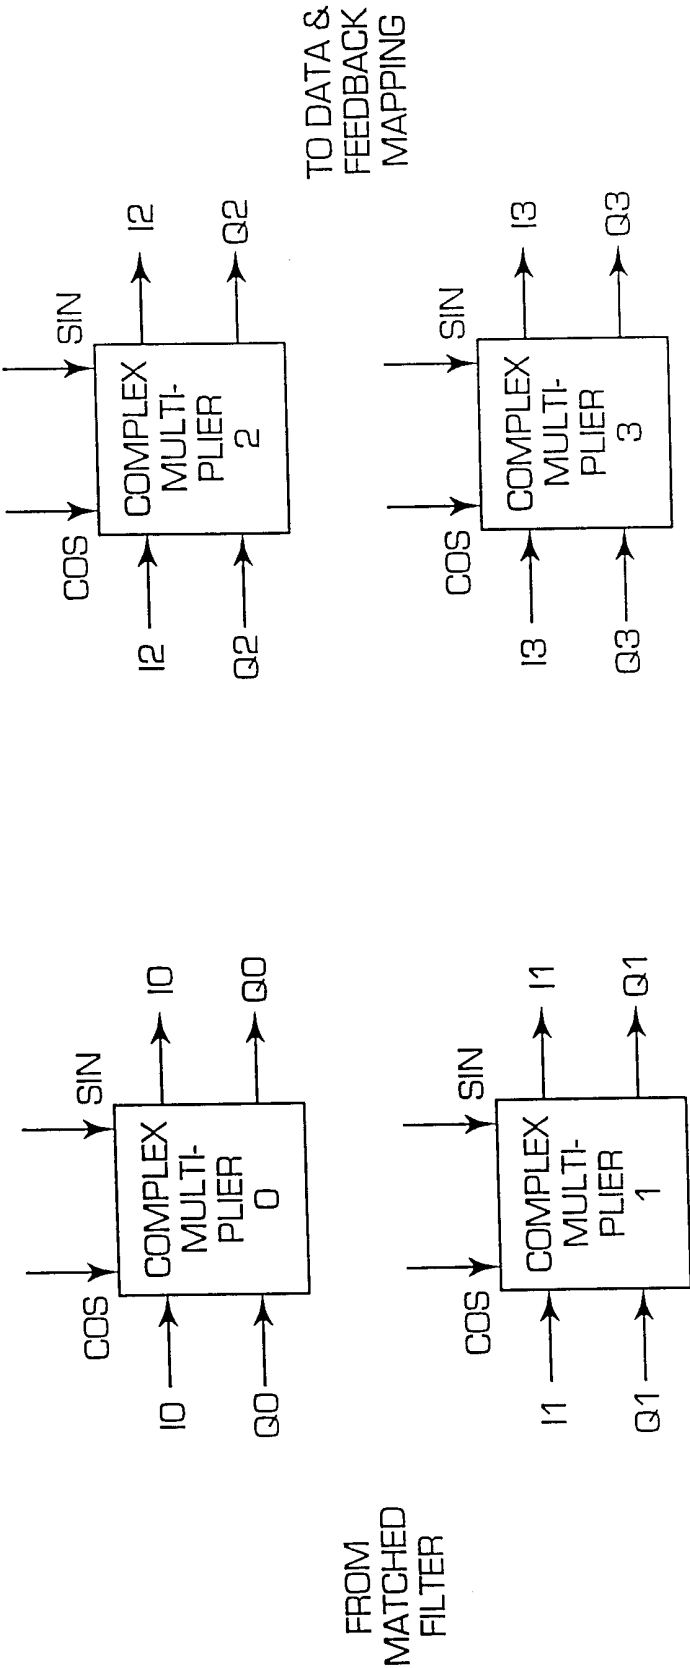 FROM
MATCHED
FILTER
COS
SIN
I0
Q0
COMPLEX
MULTI-
PLIER
0
I0
Q0
COS
SIN
I1
Q1
COMPLEX
MULTI-
PLIER
1
I1
Q1
COS
SIN
I2
Q2
COMPLEX
MULTI-
PLIER
2
I2
Q2
COS
SIN
I3
Q3
COMPLEX
MULTI-
PLIER
3
I3
Q3
TO DATA &
FEEDBACK
MAPPING